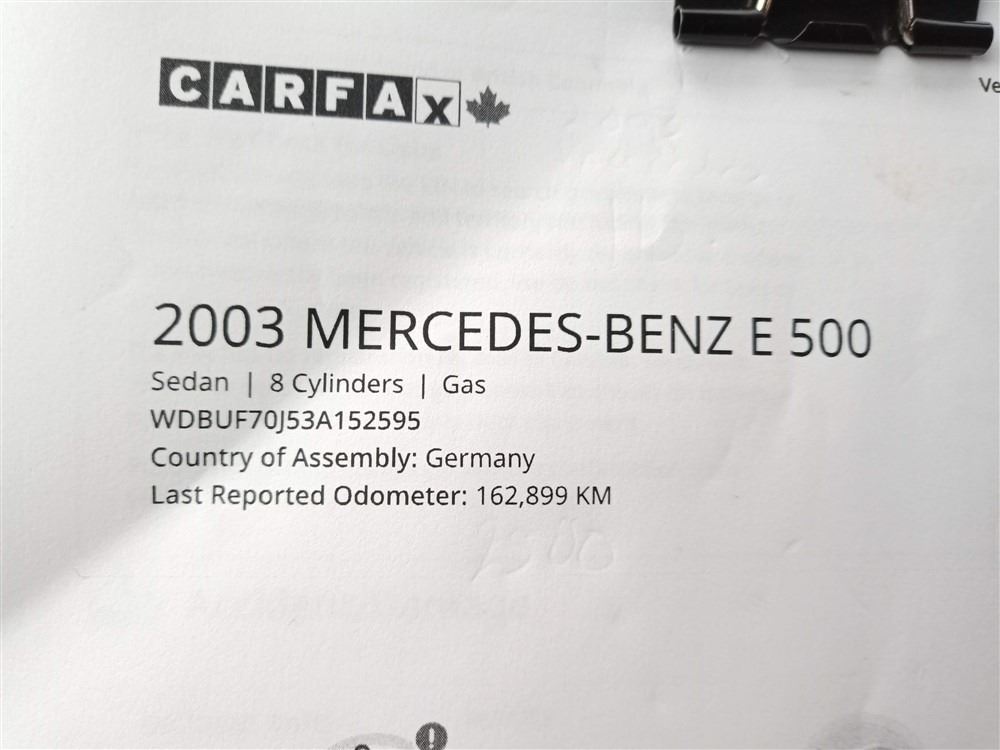 CARFAX
Ve
2003 MERCEDES-BENZ E 500
Sedan | 8 Cylinders | Gas
WDBUF70J53A152595
Country of Assembly: Germany
Last Reported Odometer: 162,899 KM